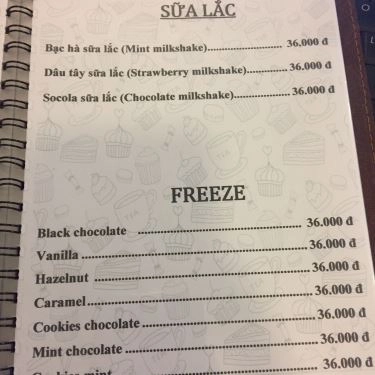 SỮA LẮC
Bạc hà sữa lắc (Mint milkshake)............................ 36.000 đ
Dâu tây sữa lắc (Strawberry milkshake)................ 36.000 đ
Socola sữa lắc (Chocolate milkshake).................... 36.000 đ
FREEZE
Black chocolate ................................................ 36.000 đ
Vanilla ............................................................ 36.000 đ
Hazelnut ......................................................... 36.000 đ
Caramel .......................................................... 36.000 đ
Cookies chocolate ............................................ 36.000 đ
Mint chocolate ................................................ 36.000 đ
Cookies mint .................................................. 36.000 đ